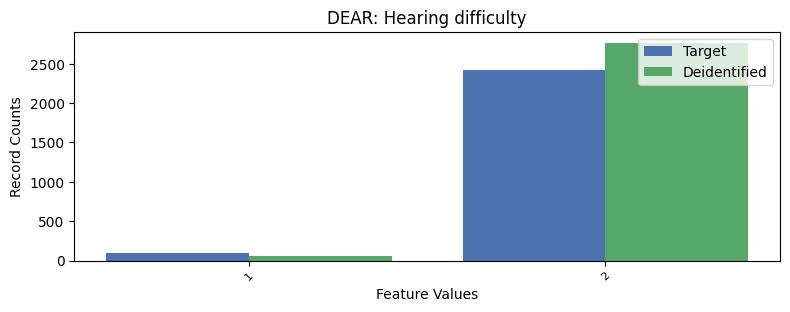 DEAR: Hearing difficulty
Target
Deidentified
Record Counts
2500
2000
1500
1000
500
0
1
2
Feature Values